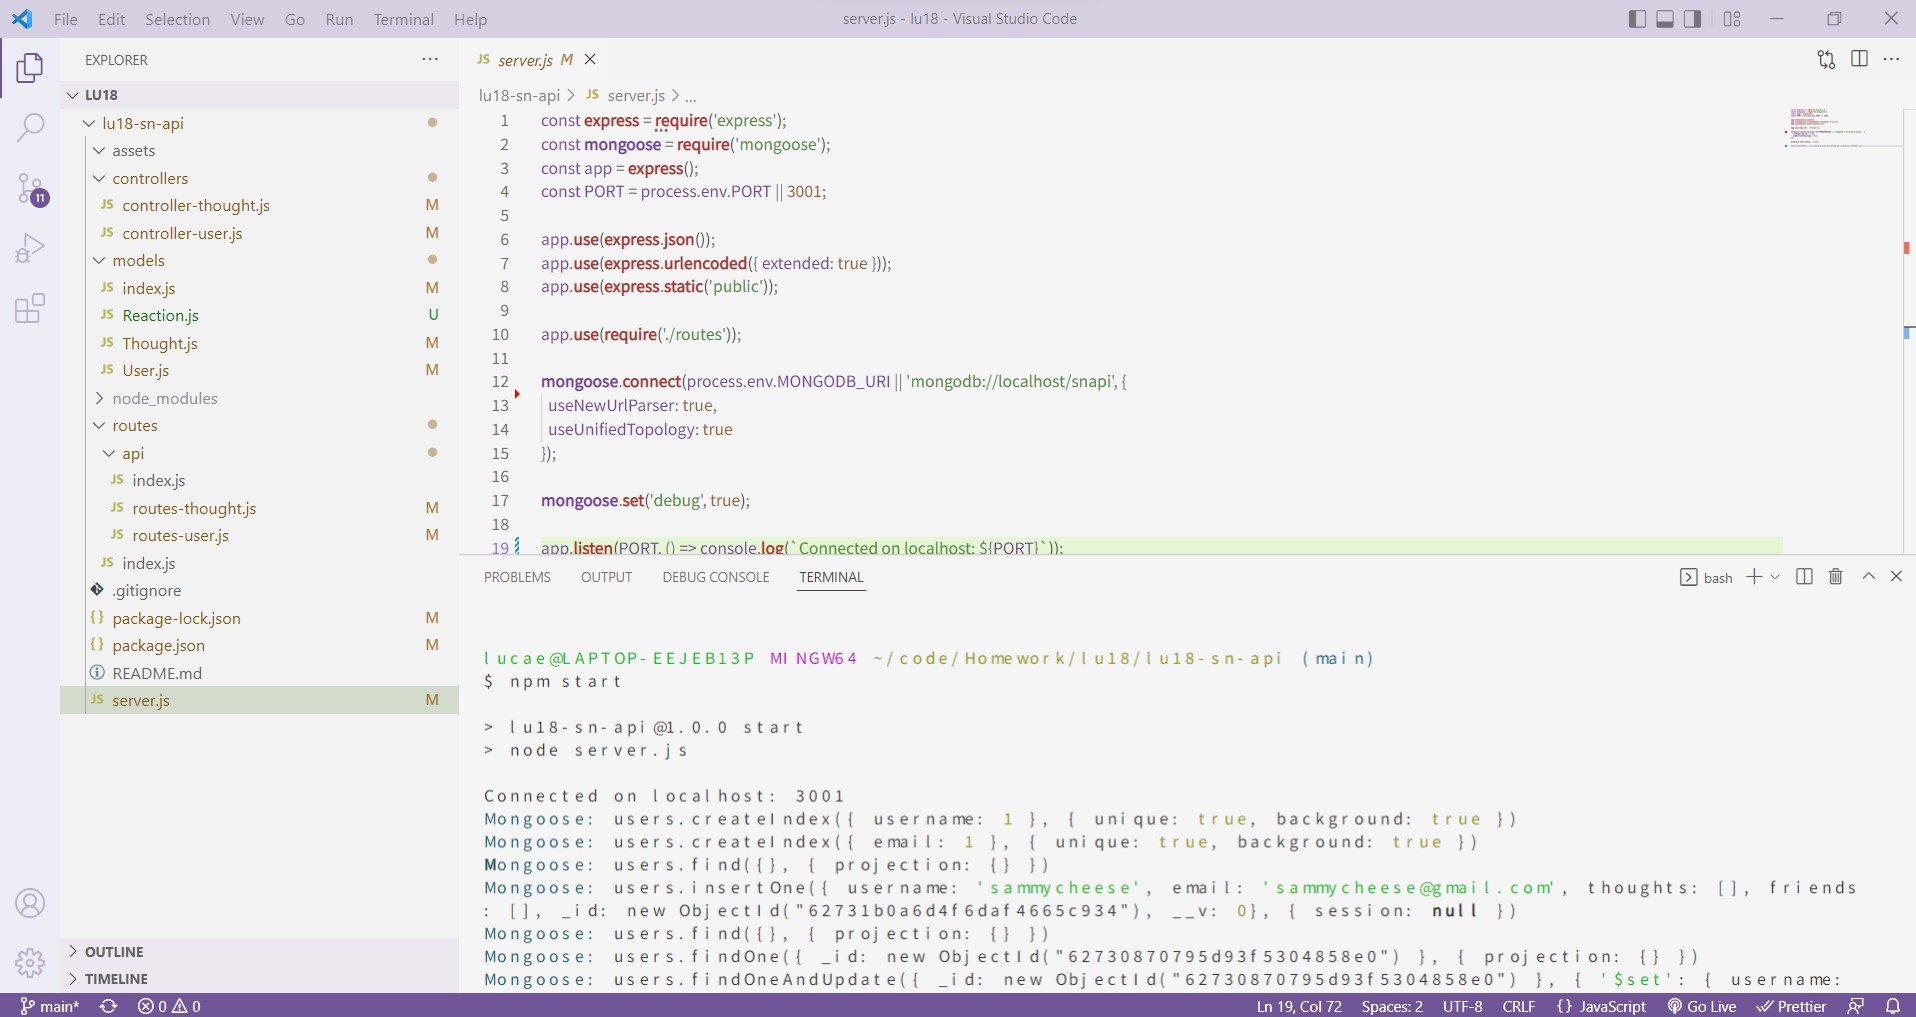 File Edit Selection View Go Run Terminal Help
server.js - lu18 - Visual Studio Code
EXPLORER
LU18
lu18-sn-api
assets
controllers
JS controller-thought.js M
JS controller-user.js M
models
JS index.js M
JS Reaction.js U
JS Thought.js M
JS User.js M
node_modules
routes
api
JS index.js
JS routes-thought.js M
JS routes-user.js M
JS index.js
.gitignore
{} package-lock.json M
{} package.json M
README.md
JS server.js M
OUTLINE
TIMELINE
11
JS server.js M
lu18-sn-api > JS server.js > ...
1 const express = require('express');
2 const mongoose = require('mongoose');
3 const app = express();
4 const PORT = process.env.PORT || 3001;
5
6 app.use(express.json());
7 app.use(express.urlencoded({ extended: true }));
8 app.use(express.static('public'));
9
10 app.use(require('./routes'));
11
12 mongoose.connect(process.env.MONGODB_URI || 'mongodb://localhost/snapi', {
13 useNewUrlParser: true,
14 useUnifiedTopology: true
15 });
16
17 mongoose.set('debug', true);
18
19 app.listen(PORT, () => console.log(`Connected on localhost: ${PORT}`));
PROBLEMS OUTPUT DEBUG CONSOLE TERMINAL
bash
lucae@LAPTOP-EEJEB13P MINGW64 ~/code/Homework/lu18/lu18-sn-api (main)
$ npm start
> lu18-sn-api@1.0.0 start
> node server.js
Connected on localhost: 3001
Mongoose: users.createIndex({ username: 1 }, { unique: true, background: true })
Mongoose: users.createIndex({ email: 1 }, { unique: true, background: true })
Mongoose: users.find({}, { projection: {} })
Mongoose: users.insertOne({ username: 'sammycheese', email: 'sammycheese@gmail.com', thoughts: [], friends
: [], _id: new ObjectId("62731b0a6d4f6daf4665c934"), __v: 0}, { session: null })
Mongoose: users.find({}, { projection: {} })
Mongoose: users.findOne({ _id: new ObjectId("62730870795d93f5304858e0") }, { projection: {} })
Mongoose: users.findOneAndUpdate({ _id: new ObjectId("62730870795d93f5304858e0") }, { '$set': { username:
main* 0 0
Ln 19, Col 72 Spaces: 2 UTF-8 CRLF {} JavaScript Go Live Prettier